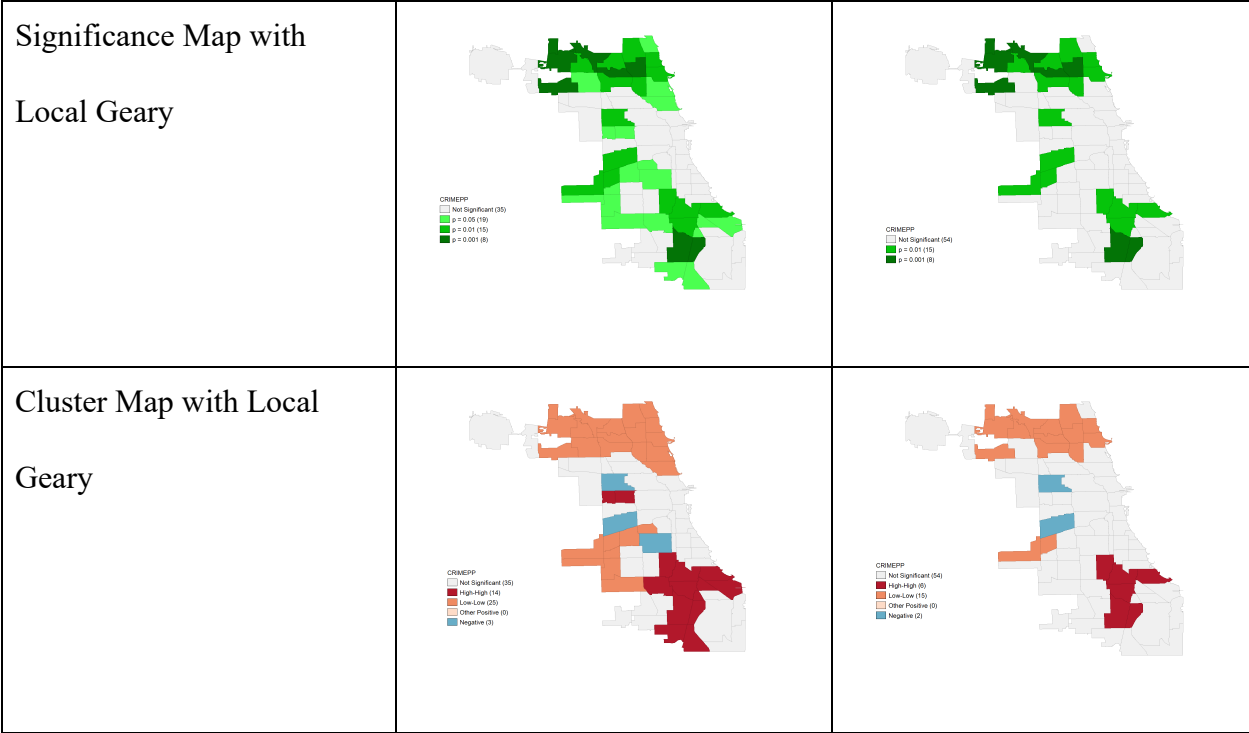 Significance Map with
Local Geary
CRIMEPP
Not Significant (35)
p = 0.05 (19)
p = 0.01 (15)
p = 0.001 (8)
CRIMEPP
Not Significant (54)
p = 0.01 (15)
p = 0.001 (8)
Cluster Map with Local
Geary
CRIMEPP
Not Significant (35)
High-High (14)
Low-Low (25)
Other Positive (0)
Negative (3)
CRIMEPP
Not Significant (54)
High-High (6)
Low-Low (15)
Other Positive (0)
Negative (2)